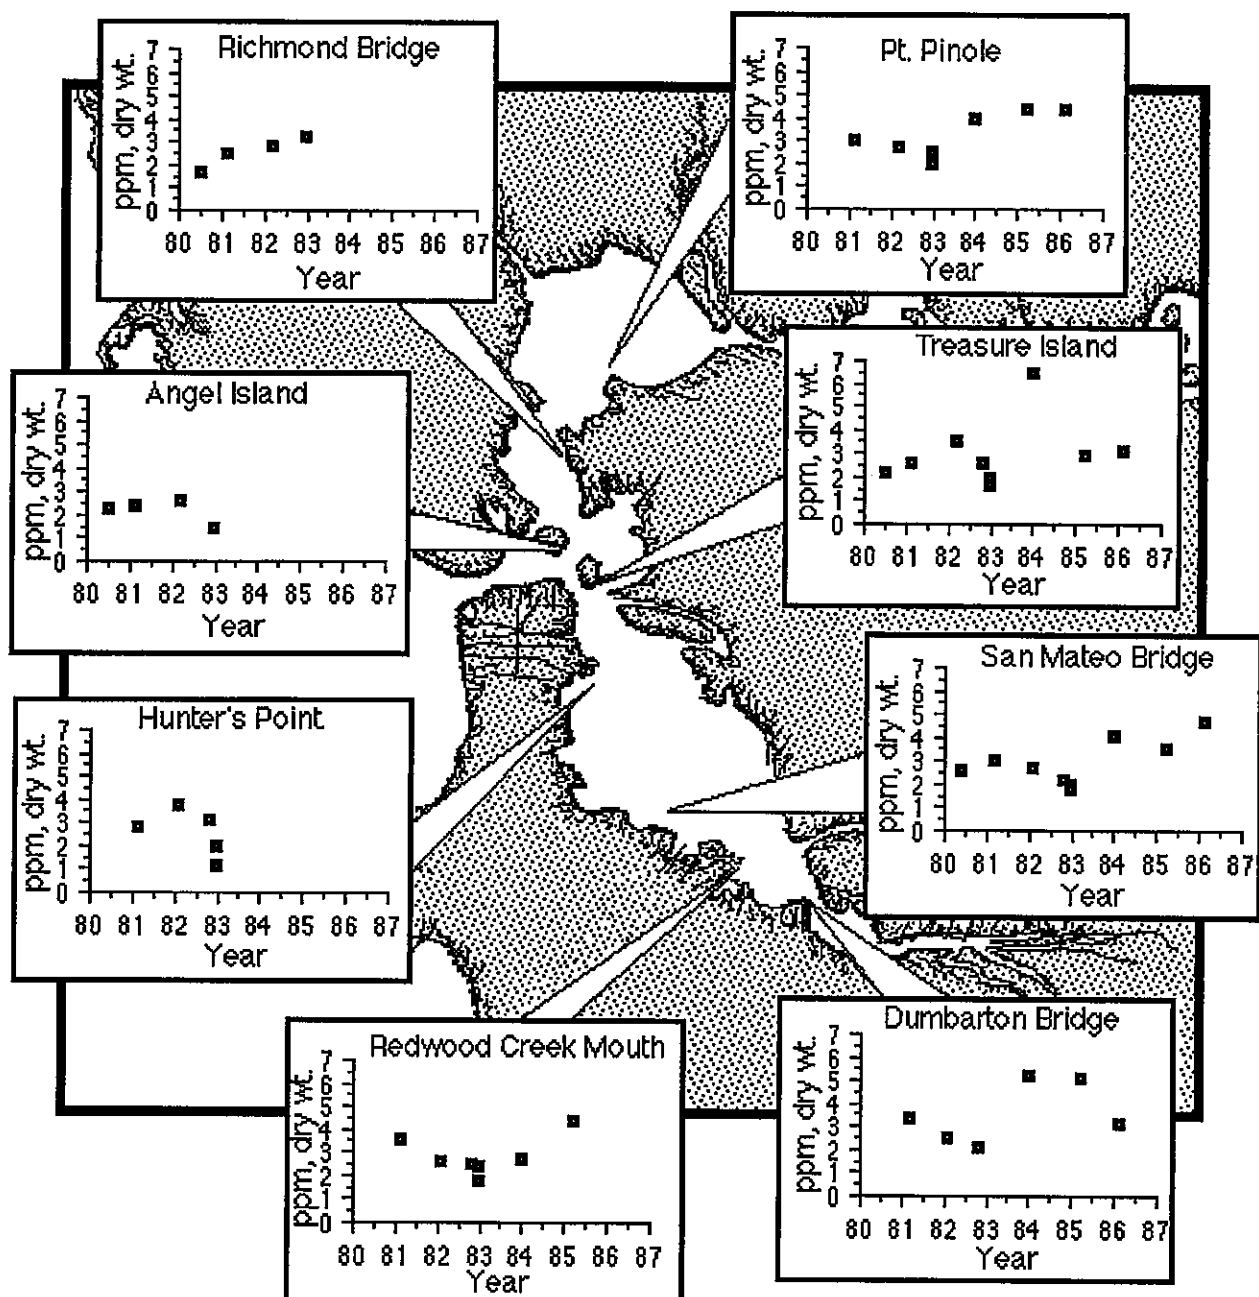 Richmond Bridge
ppm, dry wt.
7
6
5
4
3
2
1
0
80 81 82 83 84 85 86 87
Year
Pt. Pinole
ppm, dry wt.
7
6
5
4
3
2
1
0
80 81 82 83 84 85 86 87
Year
Treasure Island
ppm, dry wt.
7
6
5
4
3
2
1
0
80 81 82 83 84 85 86 87
Year
Angel Island
ppm, dry wt.
7
6
5
4
3
2
1
0
80 81 82 83 84 85 86 87
Year
San Mateo Bridge
ppm, dry wt.
7
6
5
4
3
2
1
0
80 81 82 83 84 85 86 87
Year
Hunter's Point
ppm, dry wt.
7
6
5
4
3
2
1
0
80 81 82 83 84 85 86 87
Year
Redwood Creek Mouth
ppm, dry wt.
7
6
5
4
3
2
1
0
80 81 82 83 84 85 86 87
Year
Dumbarton Bridge
ppm, dry wt.
7
6
5
4
3
2
1
0
80 81 82 83 84 85 86 87
Year